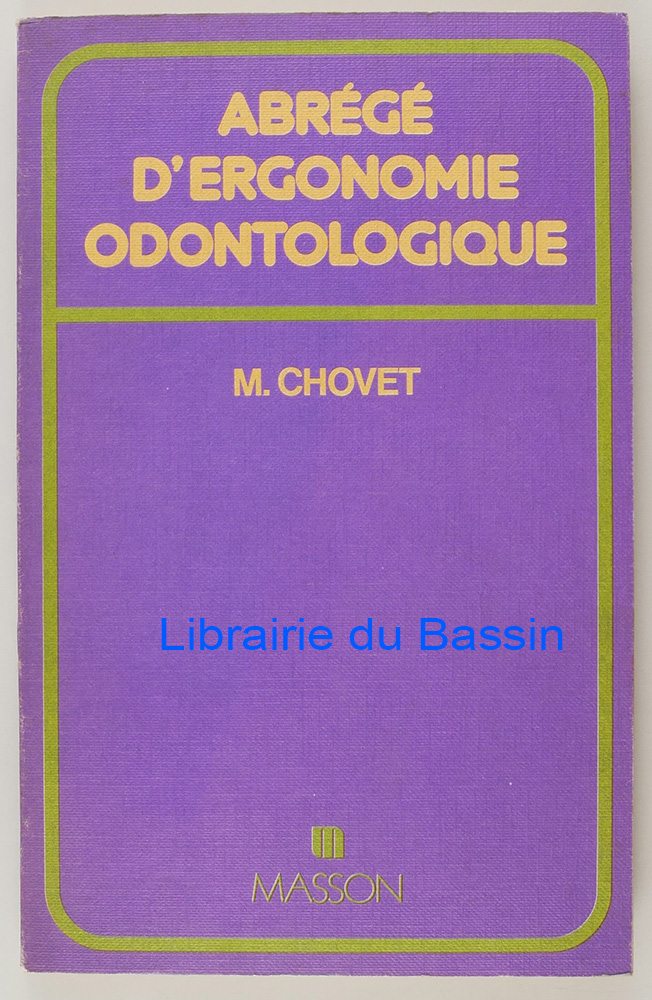 ABRÉGÉ
D'ERGONOMIE
ODONTOLOGIQUE
M. CHOVET
Librairie du Bassin
m
MASSON